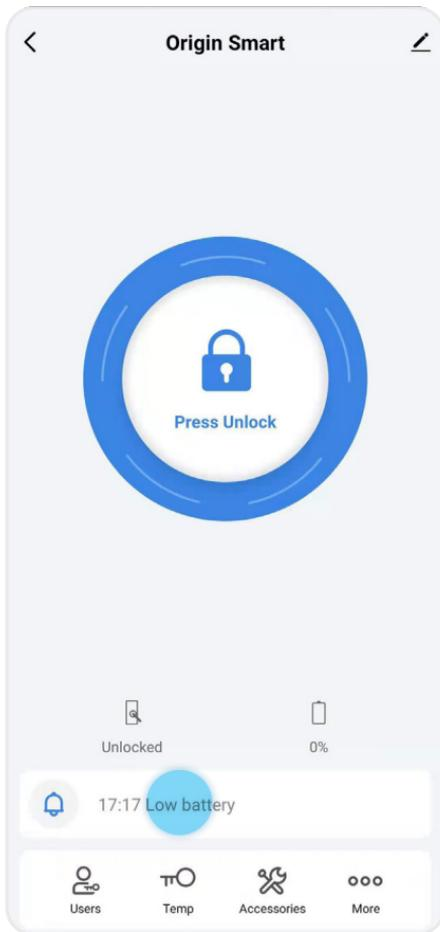 Origin Smart
Press Unlock
Unlocked 0%
17:17 Low battery
Users Temp Accessories More